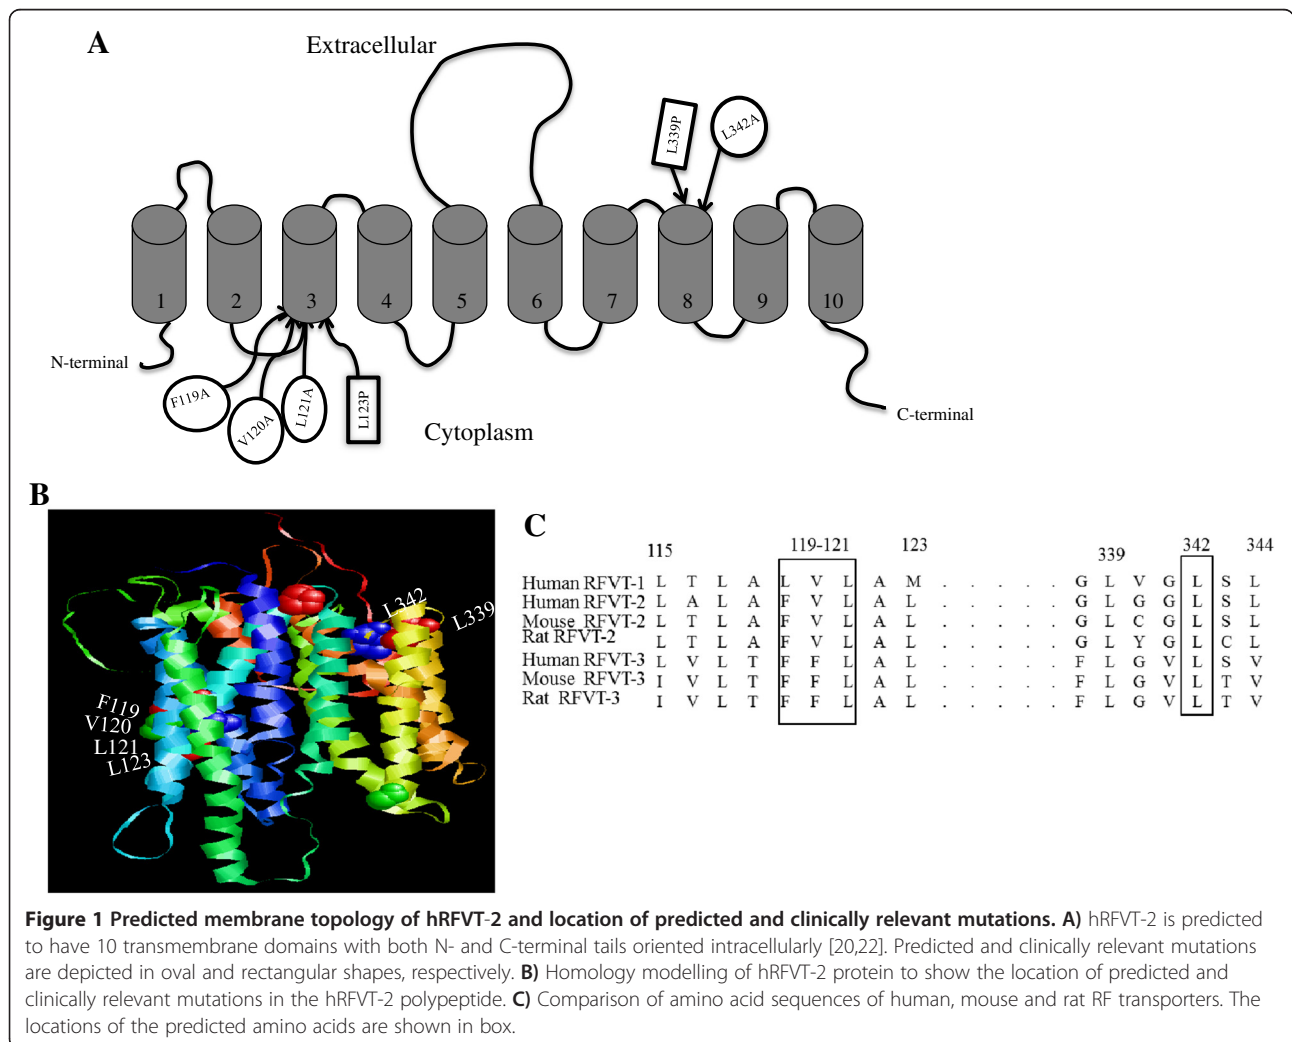 A
Extracellular
L339P
L342A
1 2 3 4 5 6 7 8 9 10
N-terminal
F119A
V120A
L121A
L123P
Cytoplasm
C-terminal
B
F119
V120
L121
L123
L342
L339
C
115 119-121 123 339 342 344
Human RFVT-1 L T L A L V L A M . . . . . G L V G L S L
Human RFVT-2 L A L A F V L A L . . . . . G L G G L S L
Mouse RFVT-2 L T L A F V L A L . . . . . G L C G L S L
Rat RFVT-2 L T L A F V L A L . . . . . G L Y G L C L
Human RFVT-3 L V L T F F L A L . . . . . F L G V L S V
Mouse RFVT-3 I V L T F F L A L . . . . . F L G V L T V
Rat RFVT-3 I V L T F F L A L . . . . . F L G V L T V
Figure 1 Predicted membrane topology of hRFVT-2 and location of predicted and clinically relevant mutations. A) hRFVT-2 is predicted
to have 10 transmembrane domains with both N- and C-terminal tails oriented intracellularly [20,22]. Predicted and clinically relevant mutations
are depicted in oval and rectangular shapes, respectively. B) Homology modelling of hRFVT-2 protein to show the location of predicted and
clinically relevant mutations in the hRFVT-2 polypeptide. C) Comparison of amino acid sequences of human, mouse and rat RF transporters. The
locations of the predicted amino acids are shown in box.